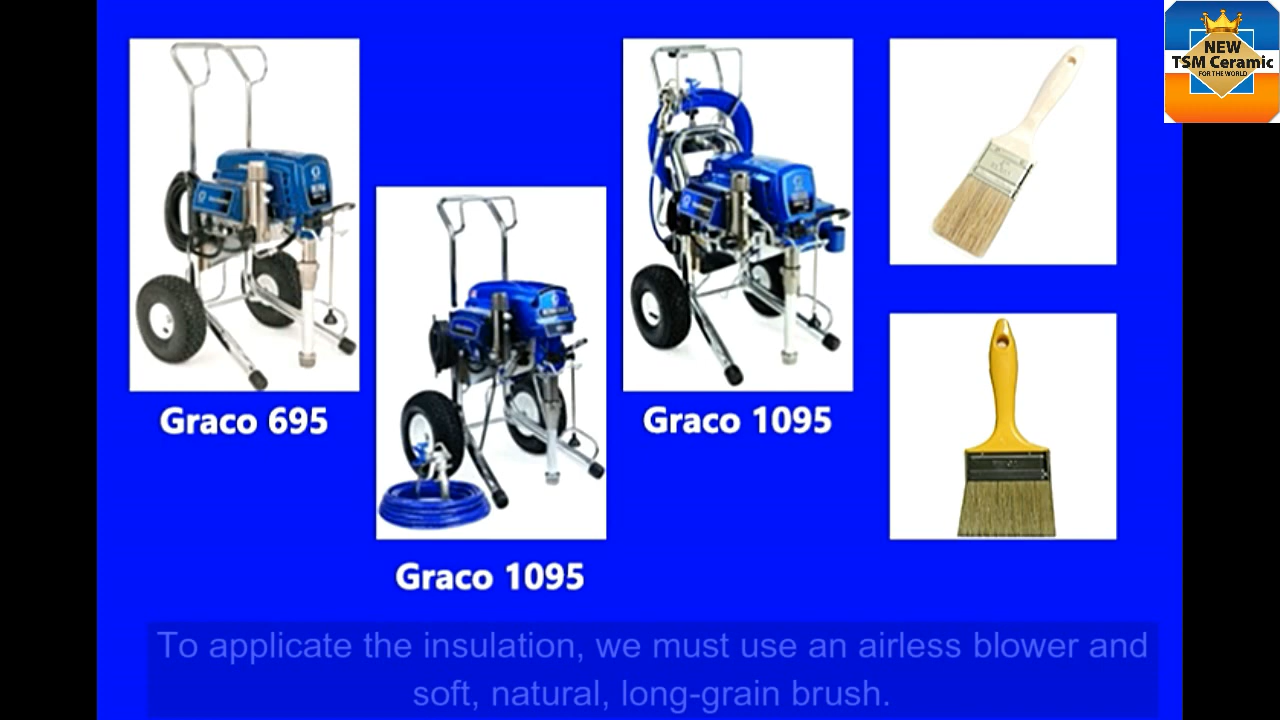 NEW
TSM Ceramic
FOR THE WORLD
Graco 695
Graco 1095
Graco 1095
To applicate the insulation, we must use an airless blower and
soft, natural, long-grain brush.